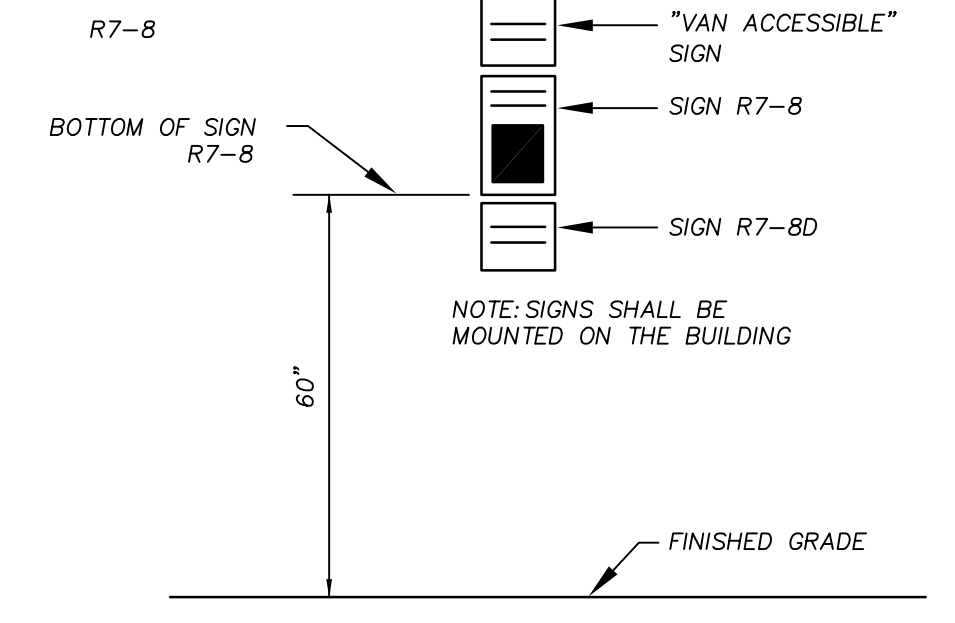 R7-8
"VAN ACCESSIBLE"
SIGN
SIGN R7-8
BOTTOM OF SIGN
R7-8
SIGN R7-8D
NOTE: SIGNS SHALL BE
MOUNTED ON THE BUILDING
60"
FINISHED GRADE